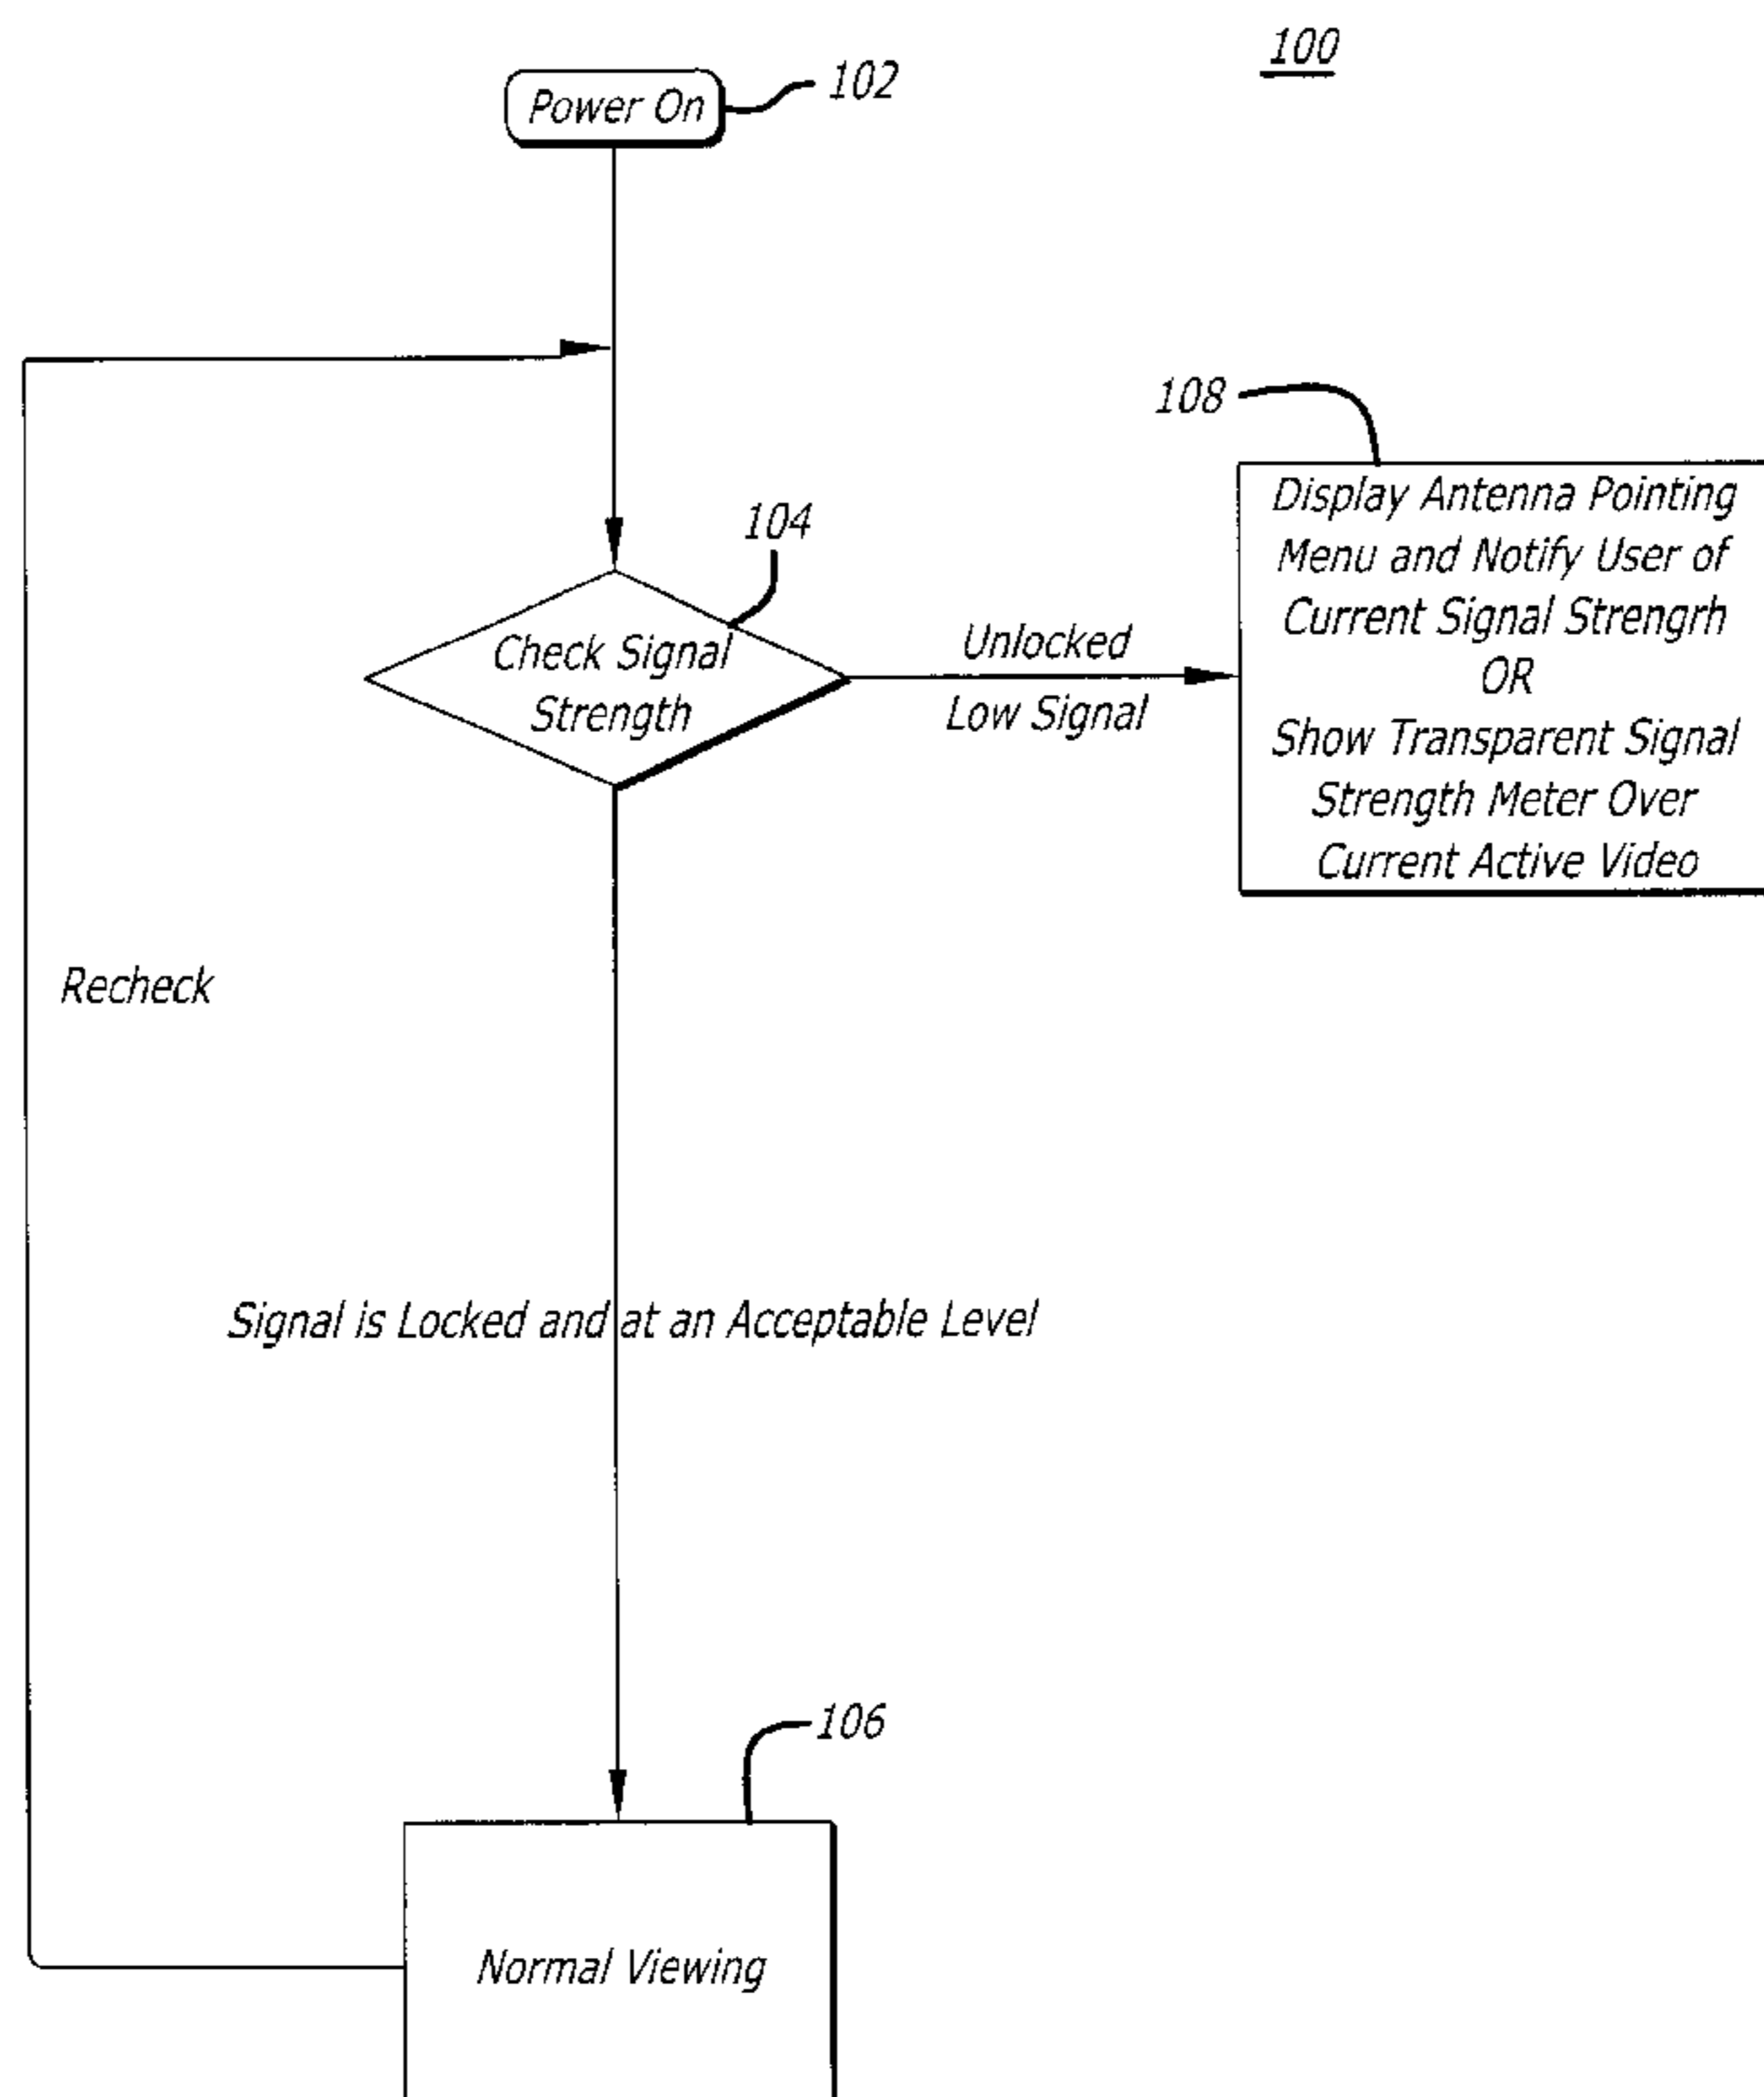 100
Power On
102
108
Display Antenna Pointing
Menu and Notify User of
Current Signal Strengrh
OR
Show Transparent Signal
Strength Meter Over
Current Active Video
104
Check Signal
Strength
Unlocked
Low Signal
Recheck
Signal is Locked and at an Acceptable Level
106
Normal Viewing